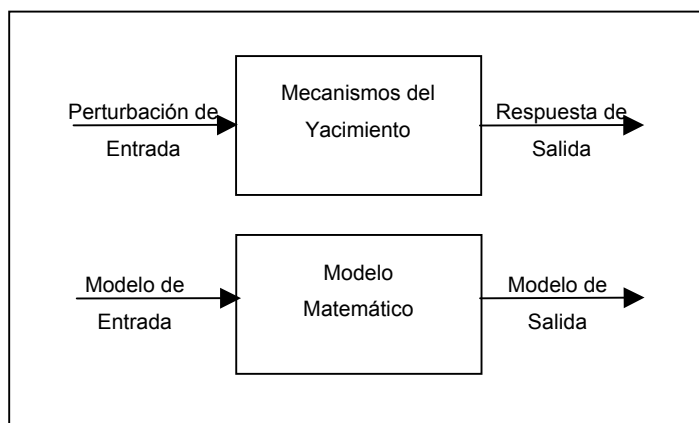 Mecanismos del
Yacimiento
Perturbación de
Entrada
Respuesta de
Salida
Modelo
Matemático
Modelo de
Entrada
Modelo de
Salida